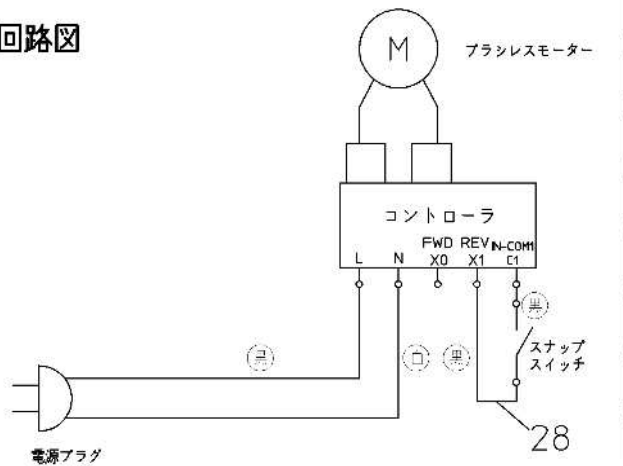 回路図
M
ブラシレスモーター
コントローラ
FWD REV IN-COM1
L N X0 X1 C1
黒
黒 白 黒
スナップ
スイッチ
28
電源プラグ